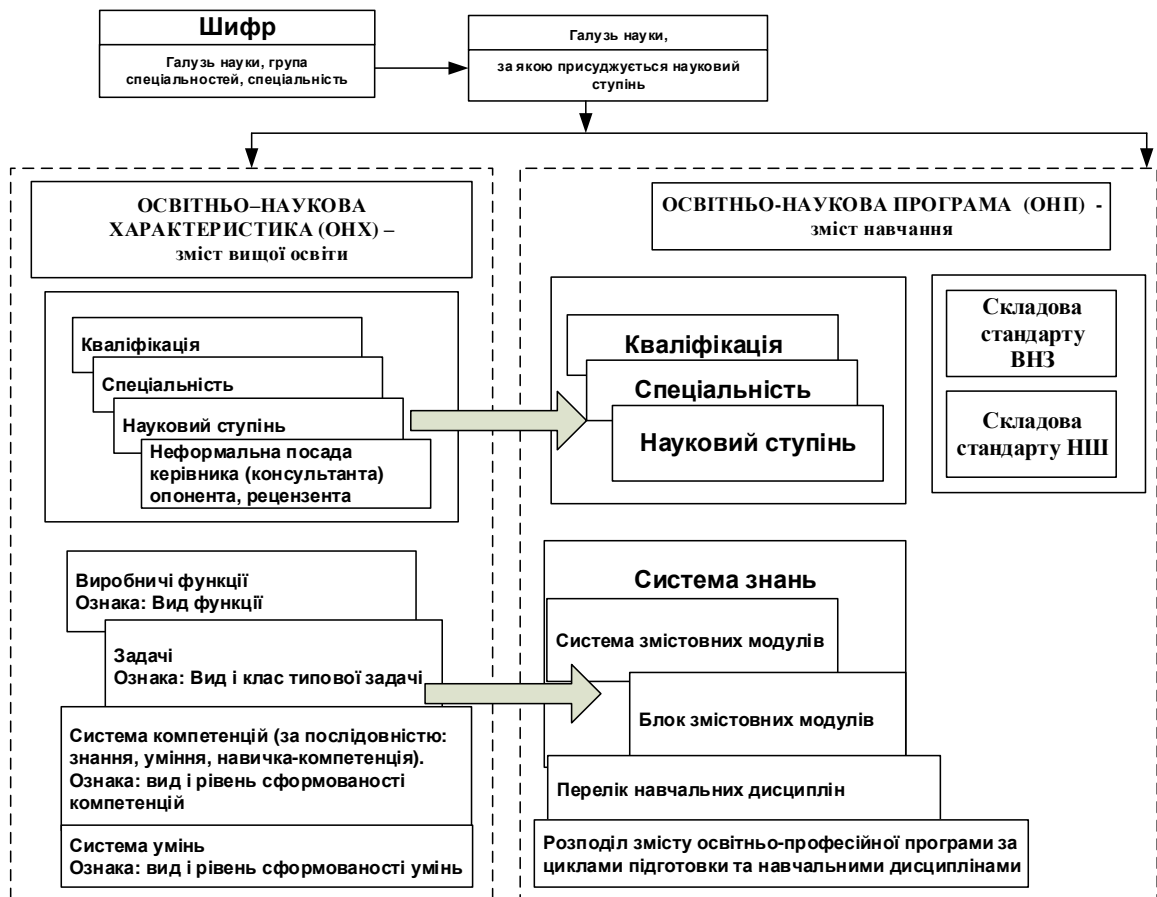 Шифр
Галузь науки, група
спеціальностей, спеціальність
Галузь науки,
за якою присуджується науковий
ступінь
ОСВІТНЬО–НАУКОВА
ХАРАКТЕРИСТИКА (ОНХ) –
зміст вищої освіти
Кваліфікація
Спеціальність
Науковий ступінь
Неформальна посада
керівника (консультанта)
опонента, рецензента
Виробничі функції
Ознака: Вид функції
Задачі
Ознака: Вид і клас типової задачі
Система компетенцій (за послідовністю:
знання, уміння, навичка-компетенція).
Ознака: вид і рівень сформованості
компетенцій
Система умінь
Ознака: вид і рівень сформованості умінь
ОСВІТНЬО-НАУКОВА ПРОГРАМА (ОНП) -
зміст навчання
Кваліфікація
Спеціальність
Науковий ступінь
Складова
стандарту
ВНЗ
Складова
стандарту НШ
Система знань
Система змістовних модулів
Блок змістовних модулів
Перелік навчальних дисциплін
Розподіл змісту освітньо-професійної програми за
циклами підготовки та навчальними дисциплінами